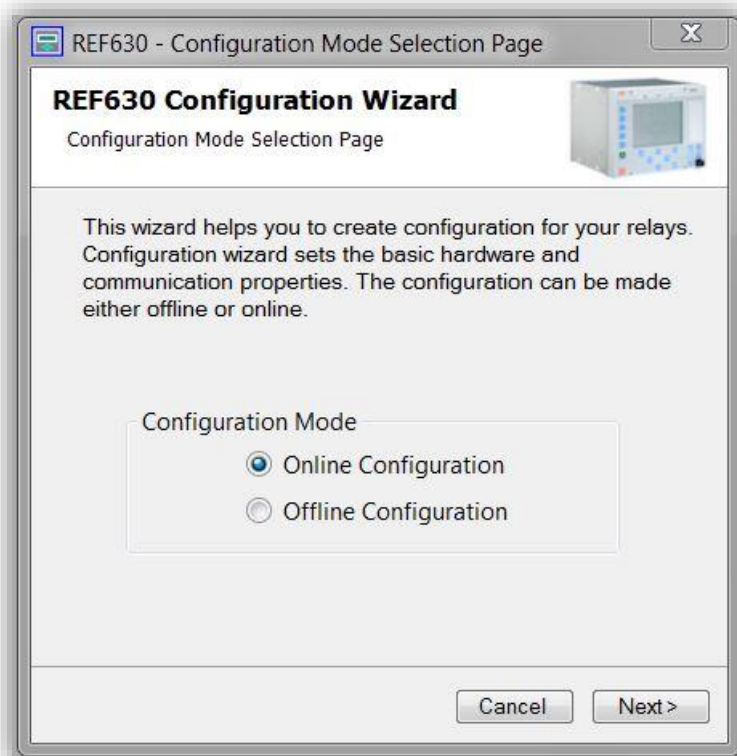 REF630 - Configuration Mode Selection Page
REF630 Configuration Wizard
Configuration Mode Selection Page
This wizard helps you to create configuration for your relays.
Configuration wizard sets the basic hardware and
communication properties. The configuration can be made
either offline or online.
Configuration Mode
Online Configuration
Offline Configuration
Cancel
Next >